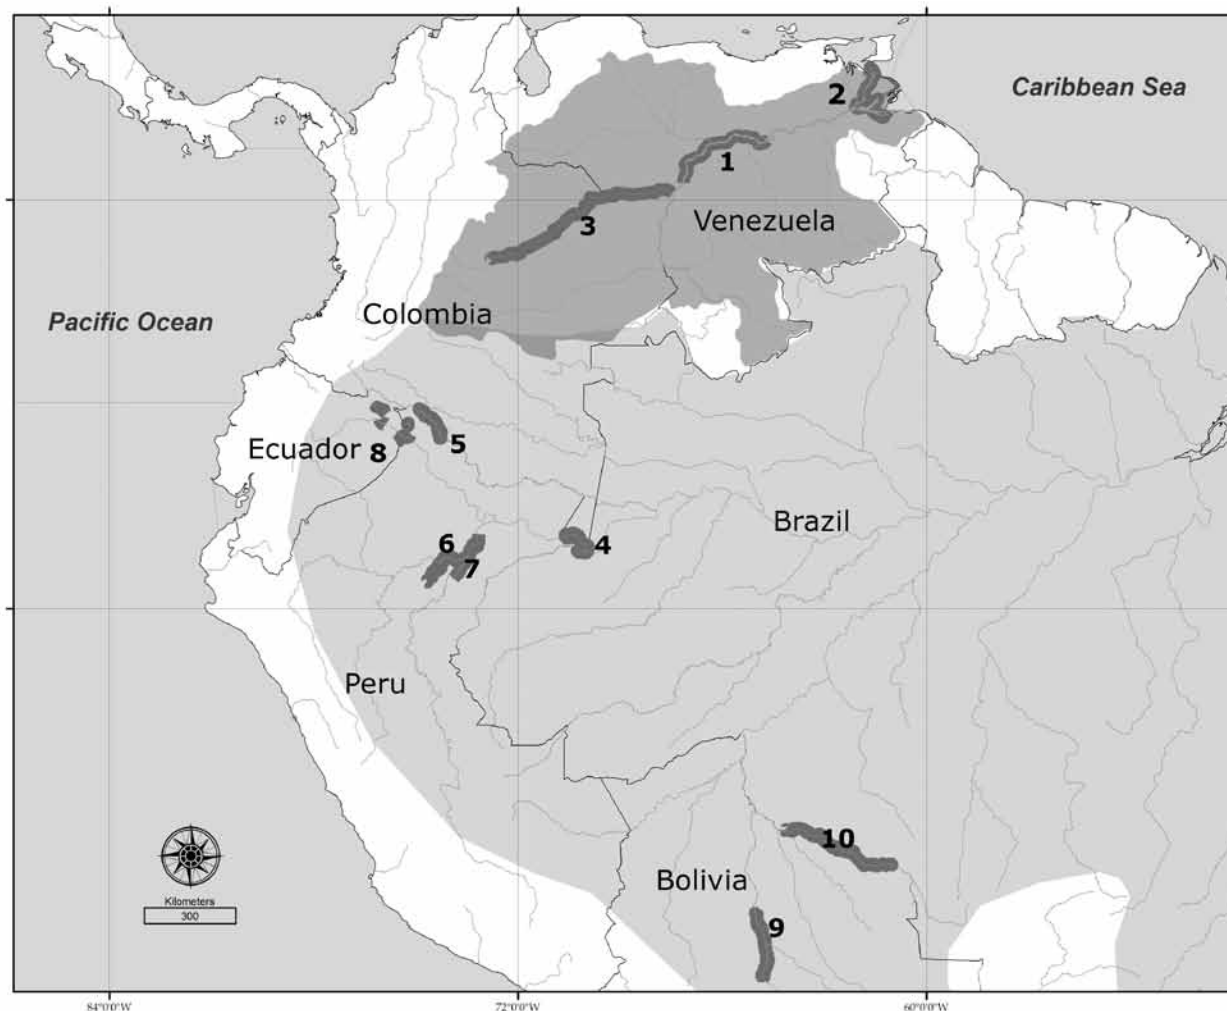 Caribbean Sea
2
1
Venezuela
3
Colombia
Pacific Ocean
Ecuador
8
5
Brazil
6
7
4
Peru
10
Bolivia
9
Kilometers
300
84°0'0"W
72°0'0"W
60°0'0"W